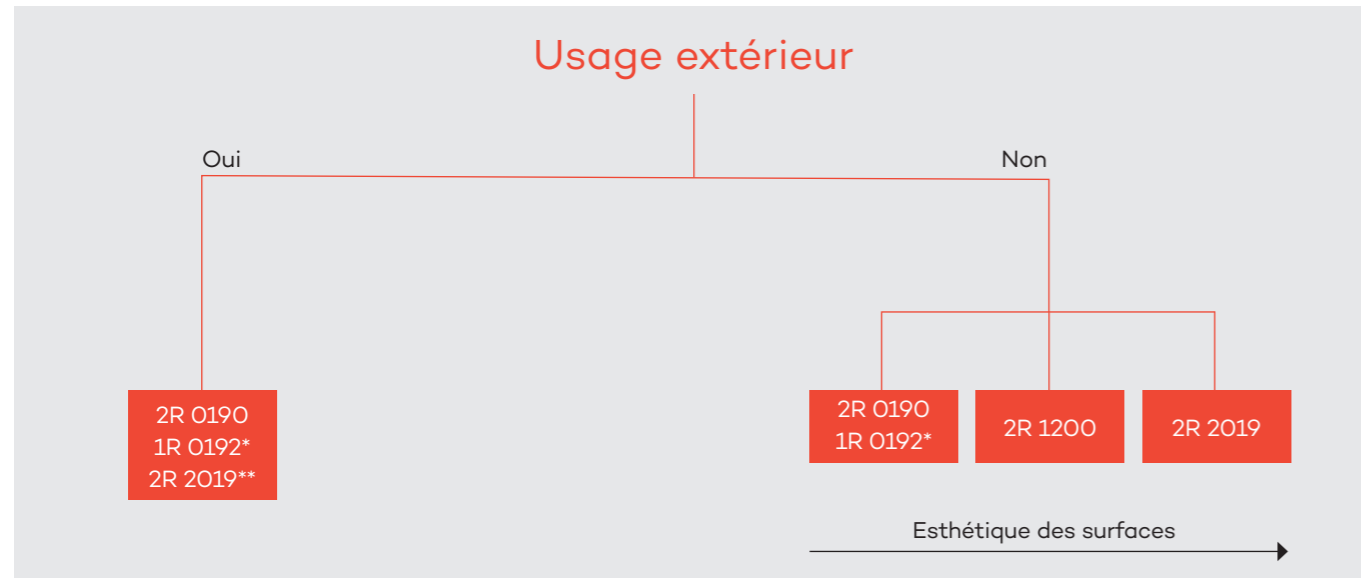 Usage extérieur
Oui
Non
2R 0190
1R 0192*
2R 2019**
2R 0190
1R 0192*
2R 1200
2R 2019
Esthétique des surfaces